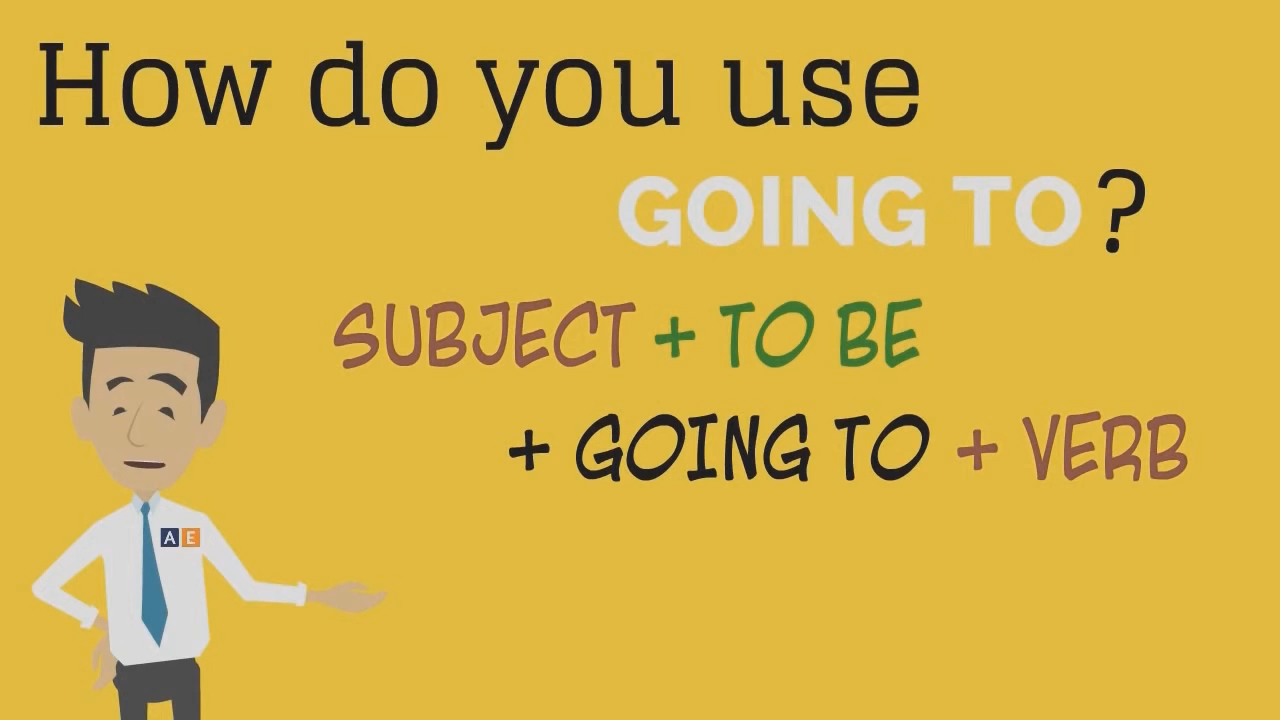 How do you use
GOING TO?
SUBJECT + TO BE
+ GOING TO + VERB
AE